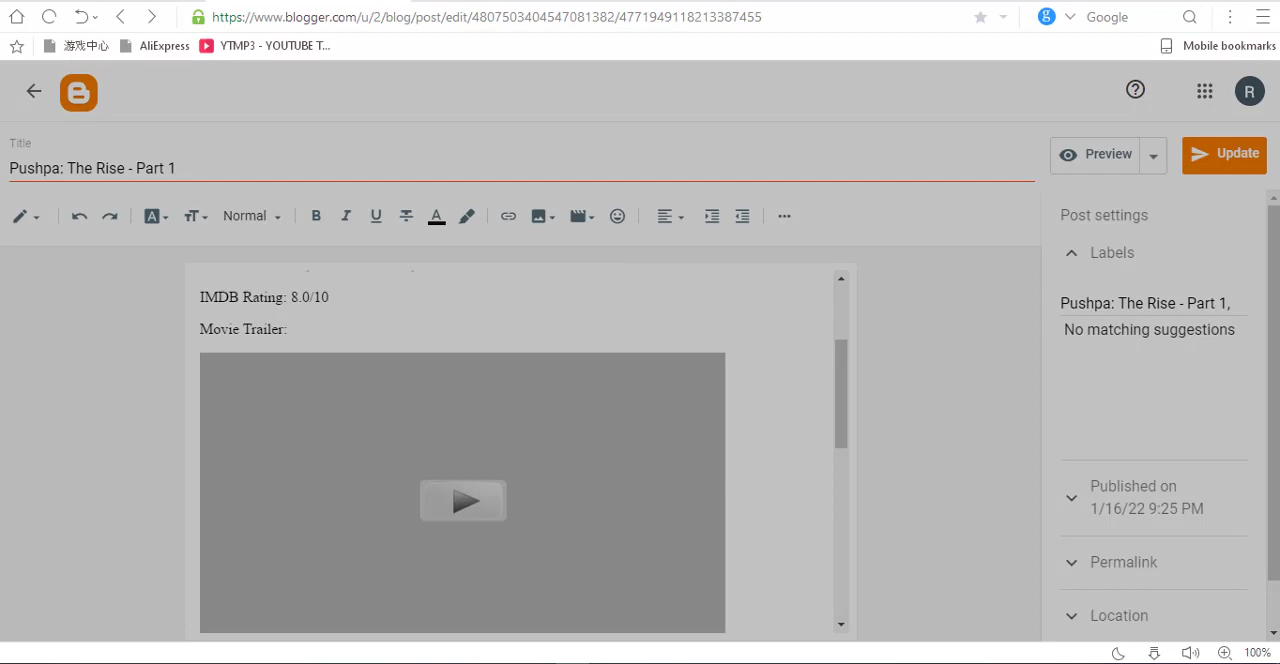 https://www.blogger.com/u/2/blog/post/edit/4807503404547081382/4771949118213387455
g
Google
游戏中心
AliExpress
YTMP3 - YOUTUBE T...
Mobile bookmarks
R
Title
Pushpa: The Rise - Part 1
Preview
Update
Normal
Post settings
Labels
Pushpa: The Rise - Part 1,
No matching suggestions
IMDB Rating: 8.0/10
Movie Trailer:
Published on
1/16/22 9:25 PM
Permalink
Location
100%